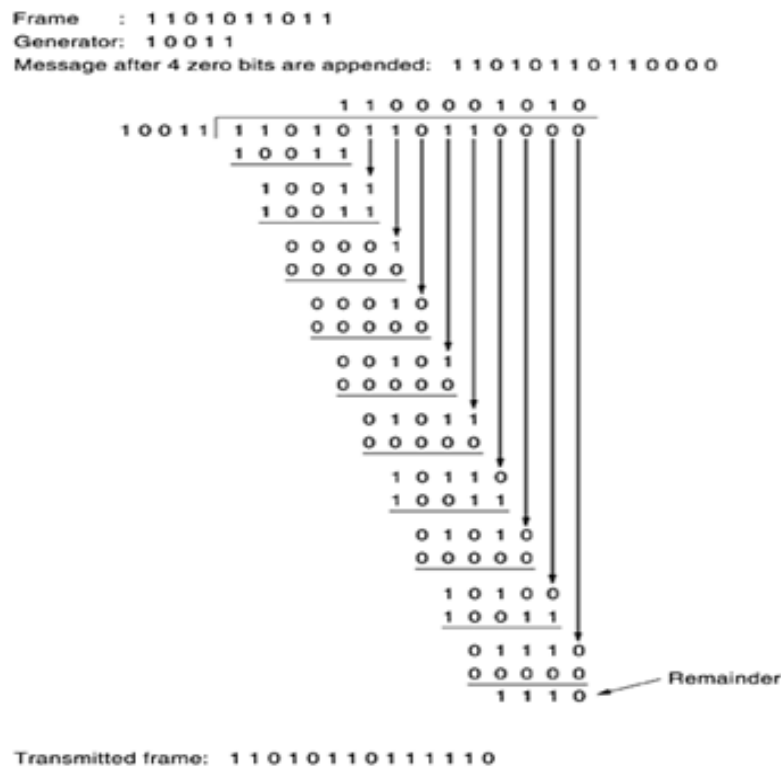 Frame : 1 1 0 1 0 1 1 0 1 1
Generator: 1 0 0 1 1
Message after 4 zero bits are appended: 1 1 0 1 0 1 1 0 1 1 0 0 0 0
1 1 0 0 0 0 1 0 1 0
1 0 0 1 1 1 1 0 1 0 1 1 0 1 1 0 0 0 0
1 0 0 1 1
1 0 0 1 1
1 0 0 1 1
0 0 0 0 1
0 0 0 0 0
0 0 0 1 0
0 0 0 0 0
0 0 1 0 1
0 0 0 0 0
0 1 0 1 1
0 0 0 0 0
1 0 1 1 0
1 0 0 1 1
0 1 0 1 0
0 0 0 0 0
1 0 1 0 0
1 0 0 1 1
0 1 1 1 0
0 0 0 0 0
Remainder
1 1 1 0
Transmitted frame: 1 1 0 1 0 1 1 0 1 1 1 1 1 0